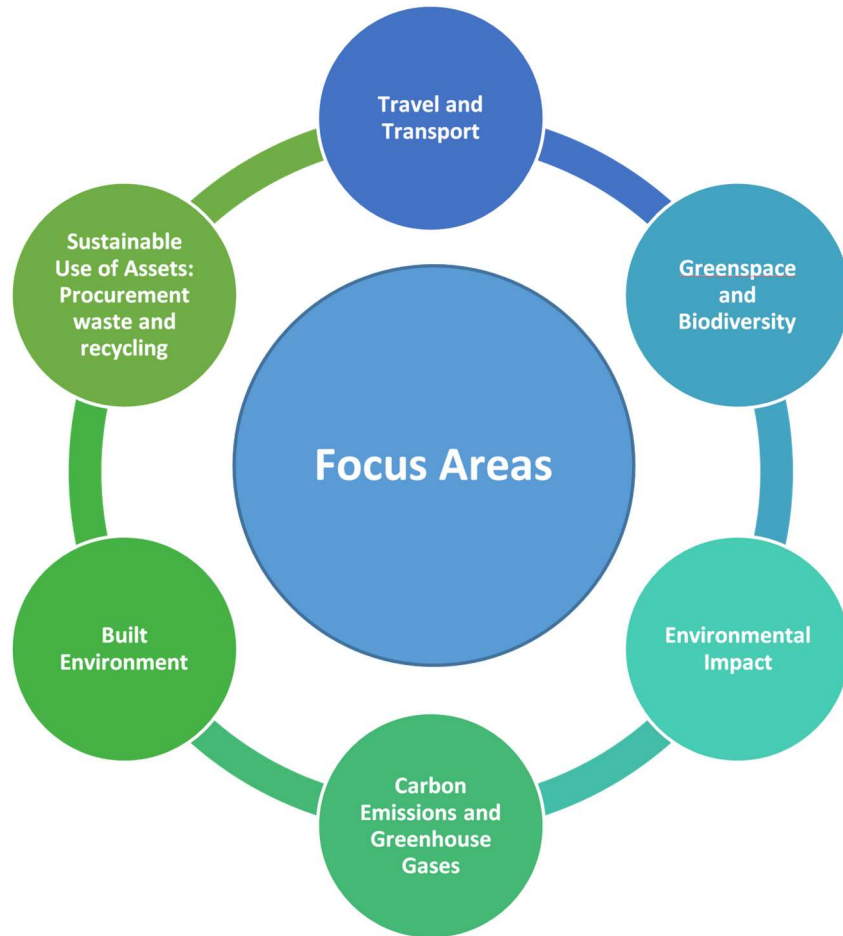 Travel and
Transport
Greenspace
and
Biodiversity
Environmental
Impact
Carbon
Emissions and
Greenhouse
Gases
Built
Environment
Sustainable
Use of Assets:
Procurement
waste and
recycling
Focus Areas